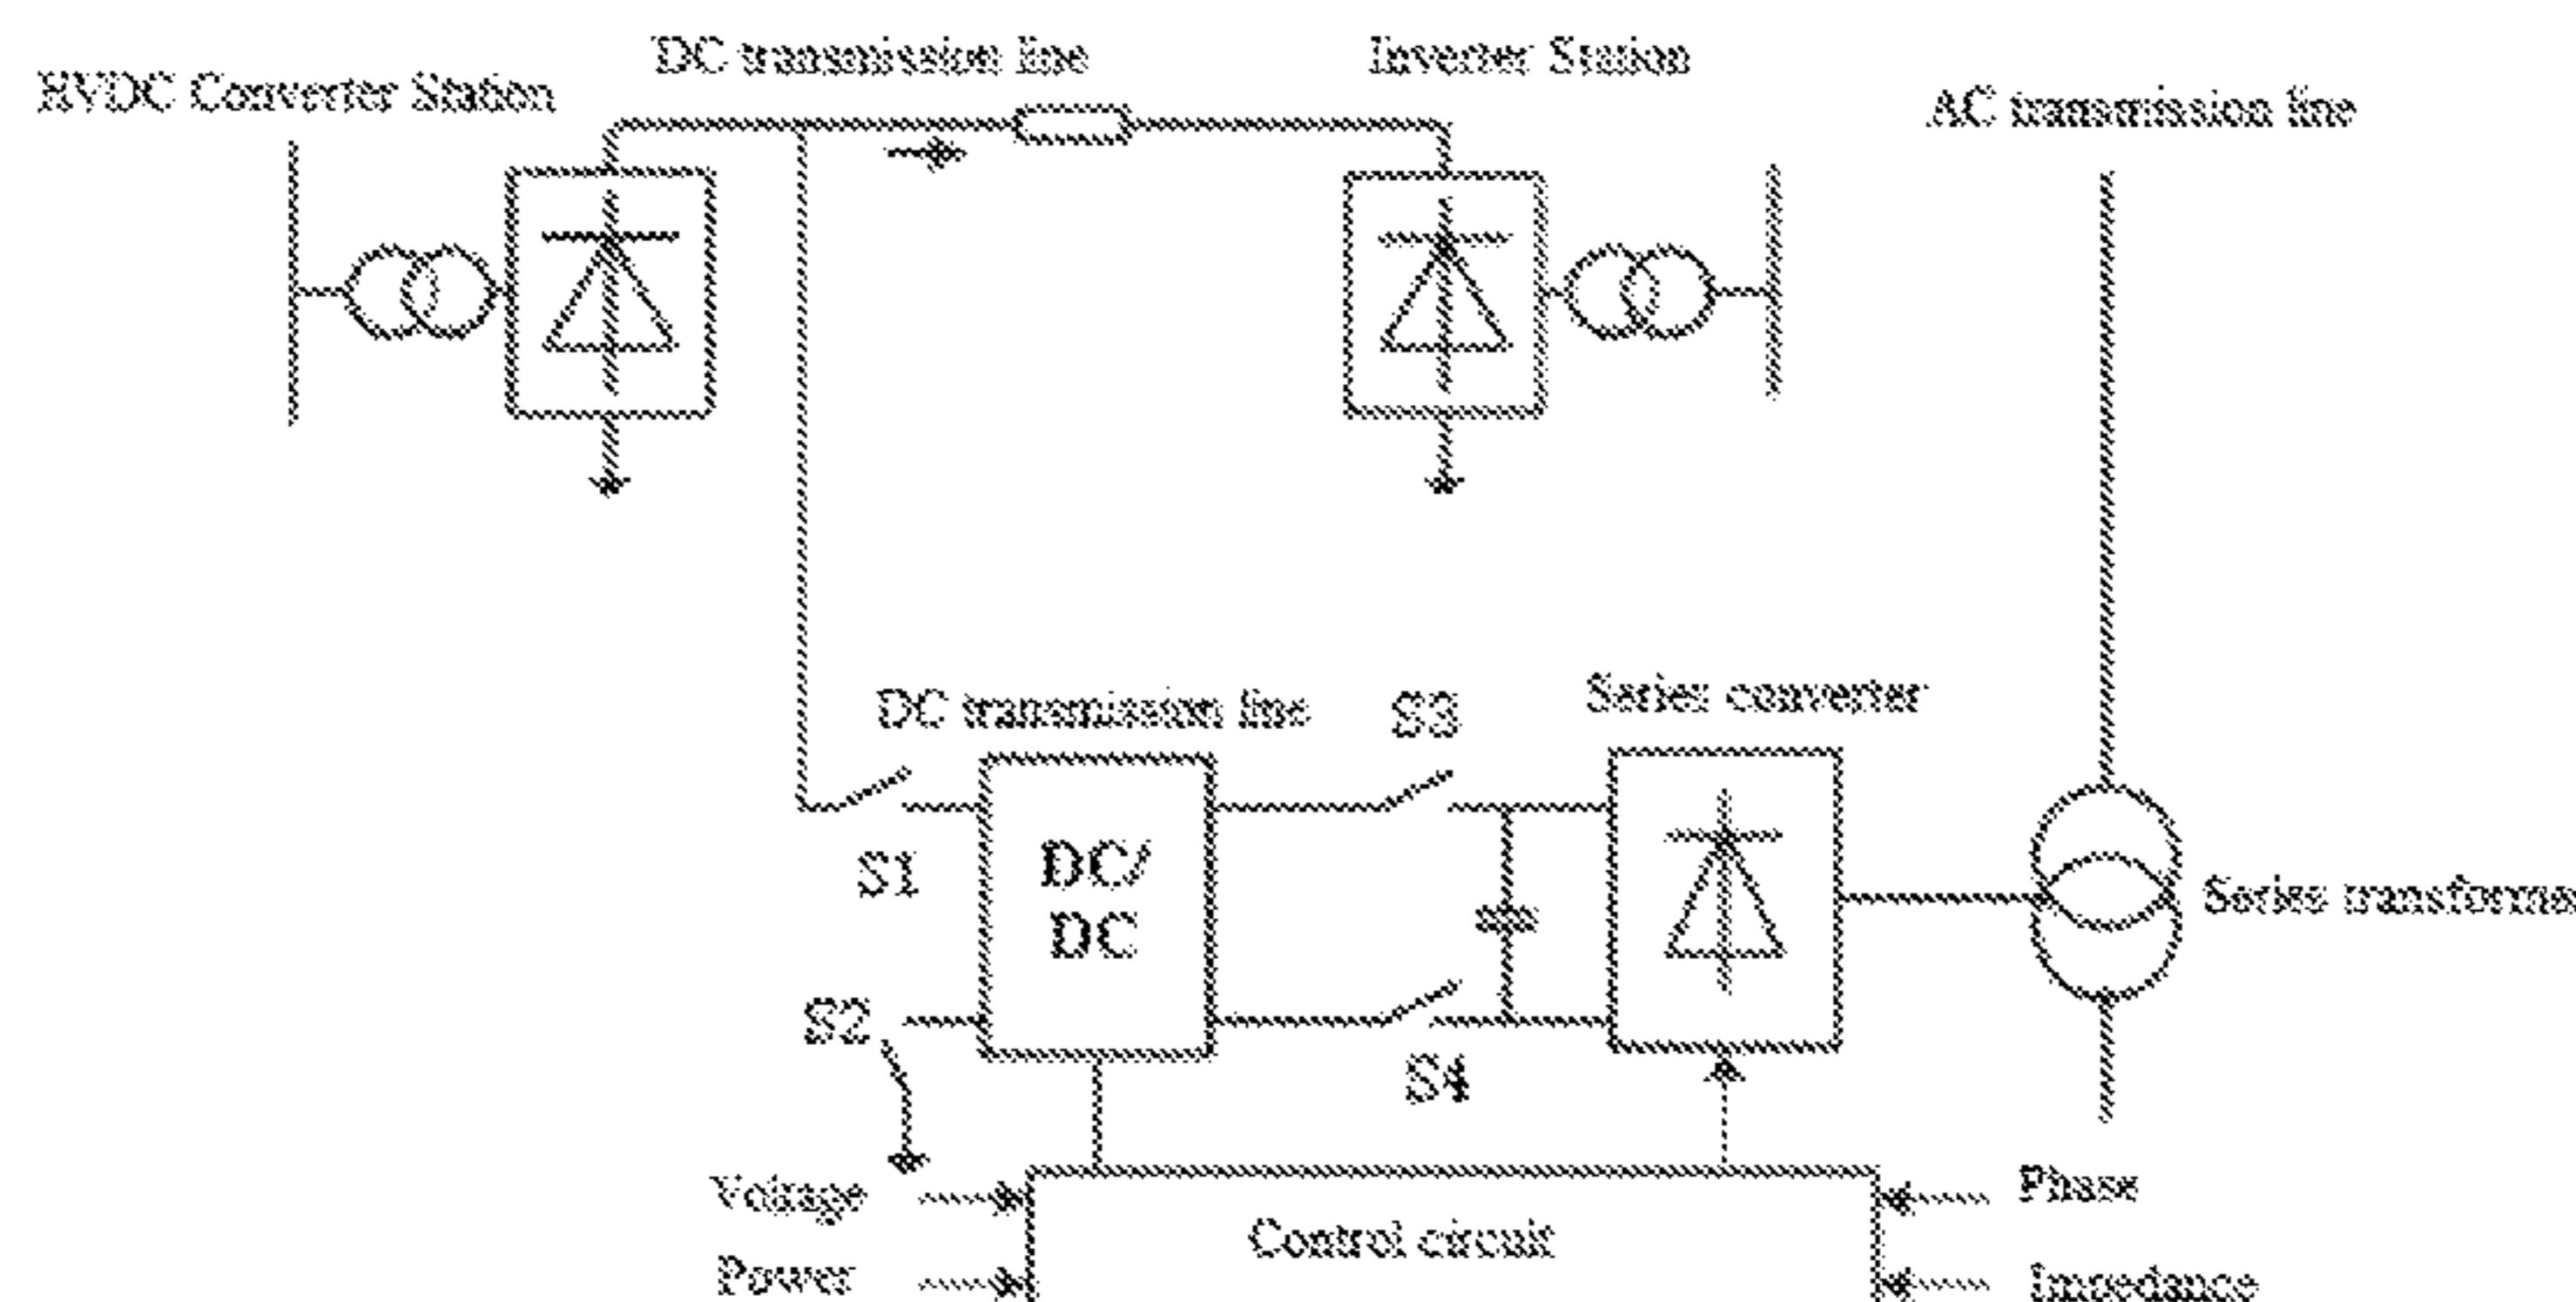 DC transmission line
Inverter Station
HVDC Converter Station
AC transmission line
DC transmission line
S3
Series converter
S1
DC/
DC
Series transformer
S2
S4
Voltage
Phase
Control circuit
Power
Impedance